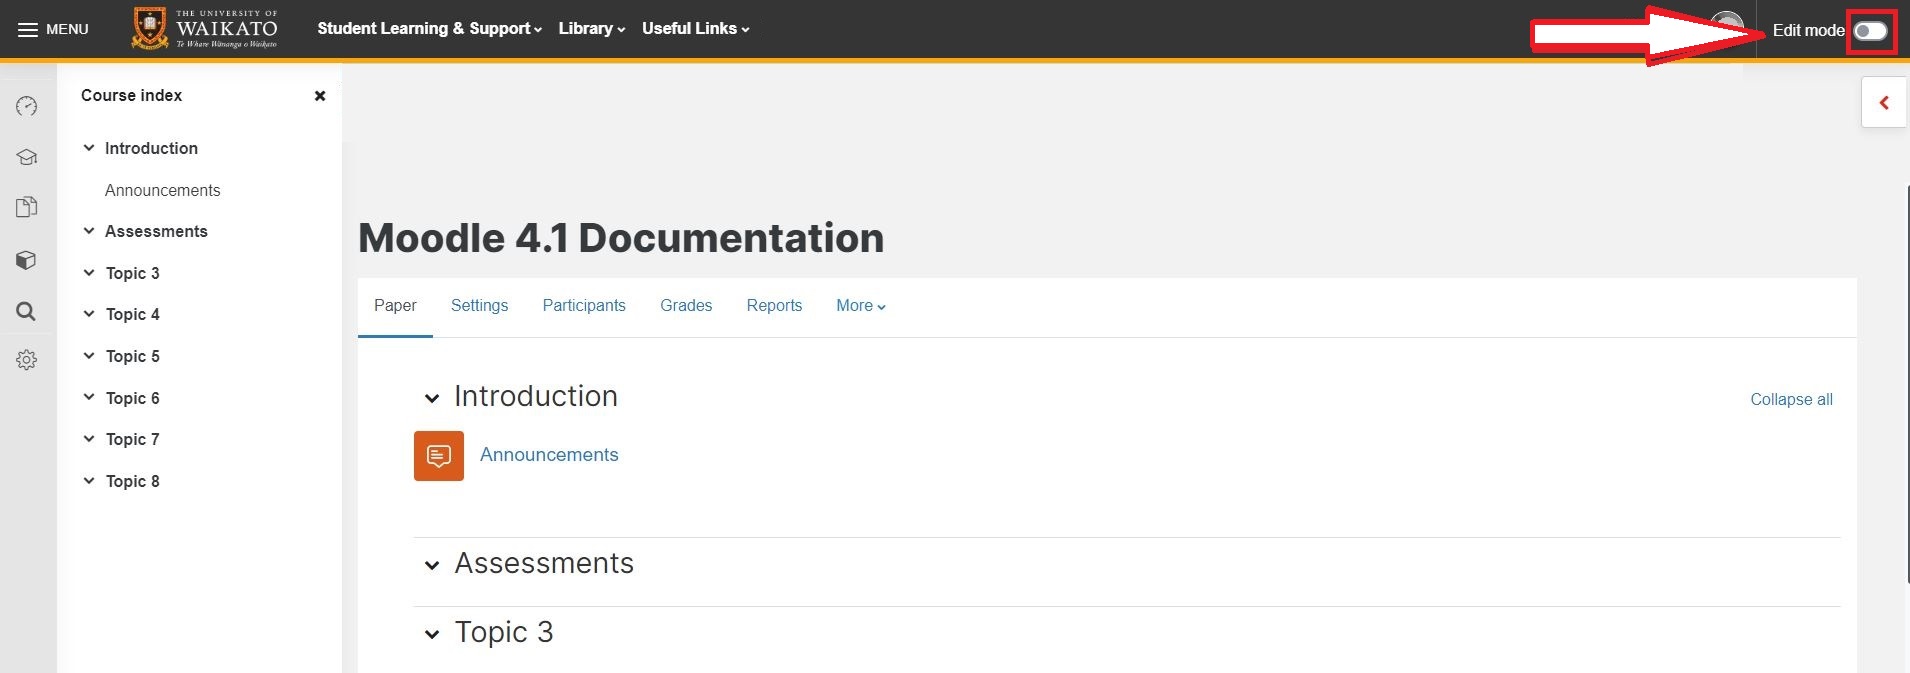 MENU
THE UNIVERSITY OF
WAIKATO
Te Whare Wānanga o Waikato
Student Learning & Support
Library
Useful Links
Edit mode
Course index
Introduction
Announcements
Assessments
Topic 3
Topic 4
Topic 5
Topic 6
Topic 7
Topic 8
Moodle 4.1 Documentation
Paper Settings Participants Grades Reports More
Introduction
Collapse all
Announcements
Assessments
Topic 3